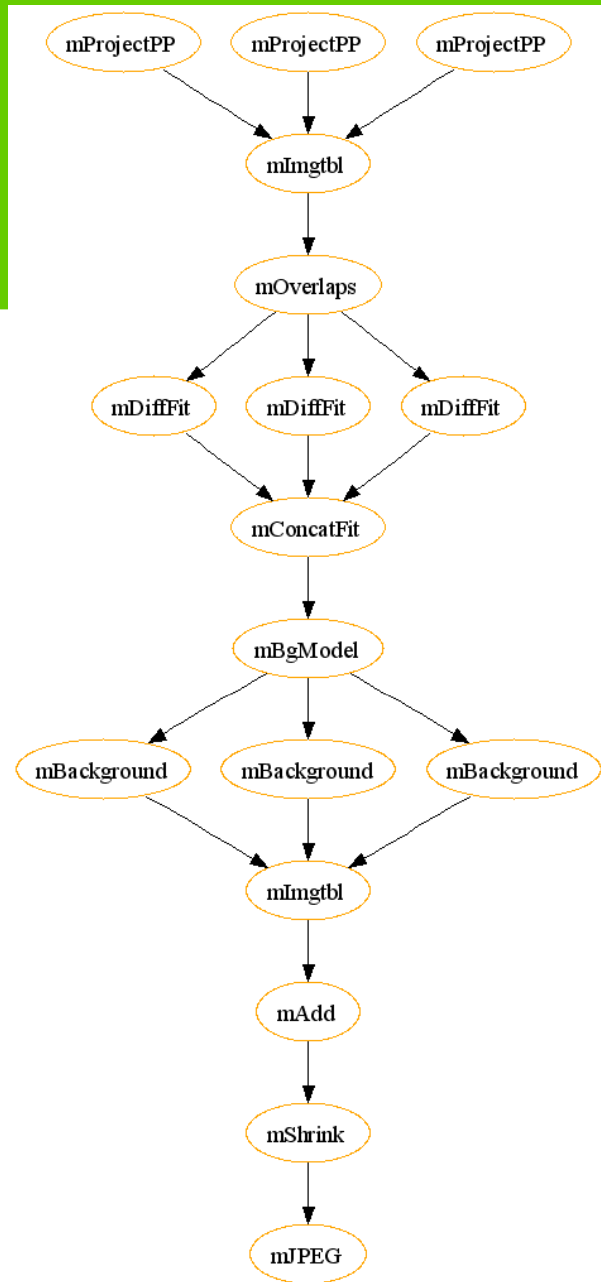 mProjectPP mProjectPP mProjectPP
mImgtbl
mOverlaps
mDiffFit mDiffFit mDiffFit
mConcatFit
mBgModel
mBackground mBackground mBackground
mImgtbl
mAdd
mShrink
mJPEG